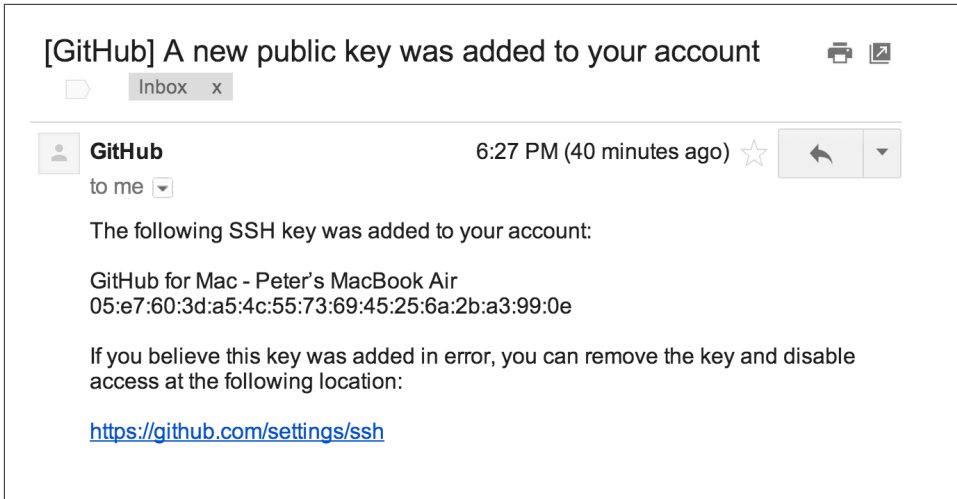 [GitHub] A new public key was added to your account
Inbox x
GitHub
6:27 PM (40 minutes ago)
to me
The following SSH key was added to your account:
GitHub for Mac - Peter’s MacBook Air
05:e7:60:3d:a5:4c:55:73:69:45:25:6a:2b:a3:99:0e
If you believe this key was added in error, you can remove the key and disable
access at the following location:
https://github.com/settings/ssh